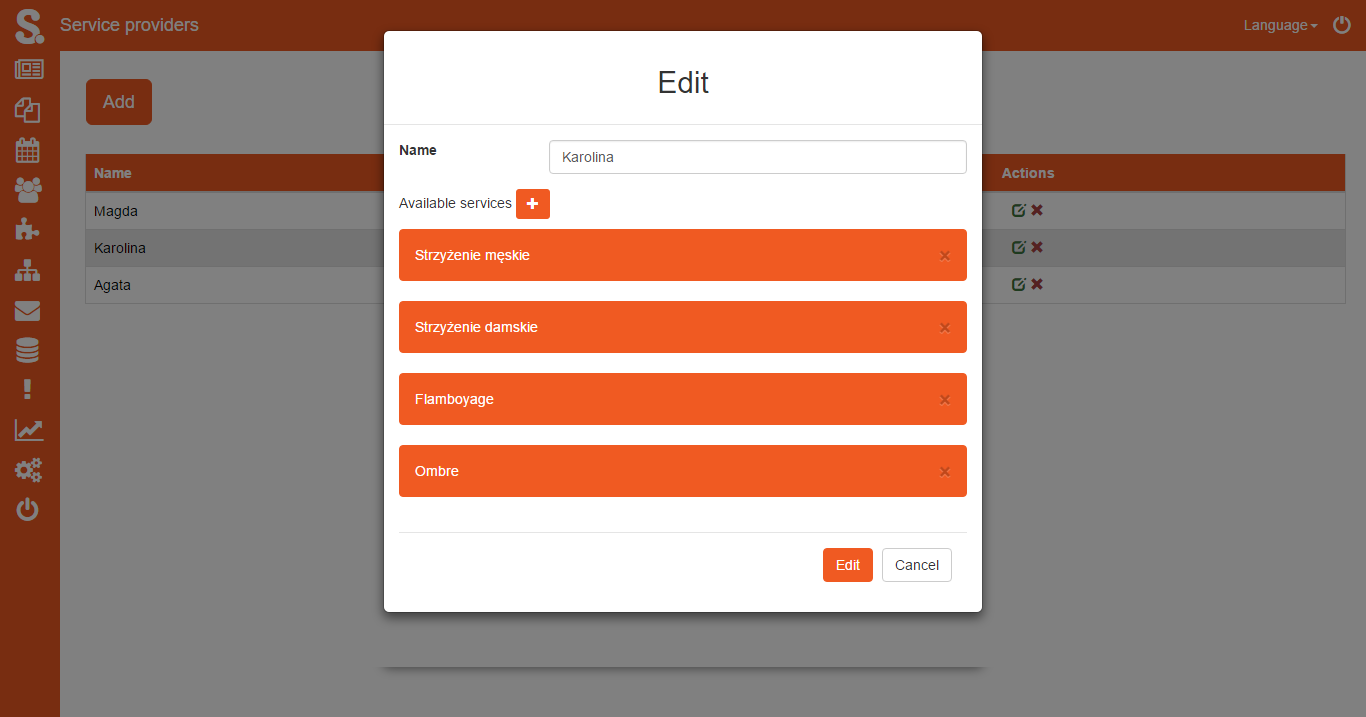 S.
Service providers
Language
Add
Edit
Name
Karolina
Available services
Strzyżenie męskie
Strzyżenie damskie
Flamboyage
Ombre
Edit
Cancel
Name
Actions
Magda
Karolina
Agata